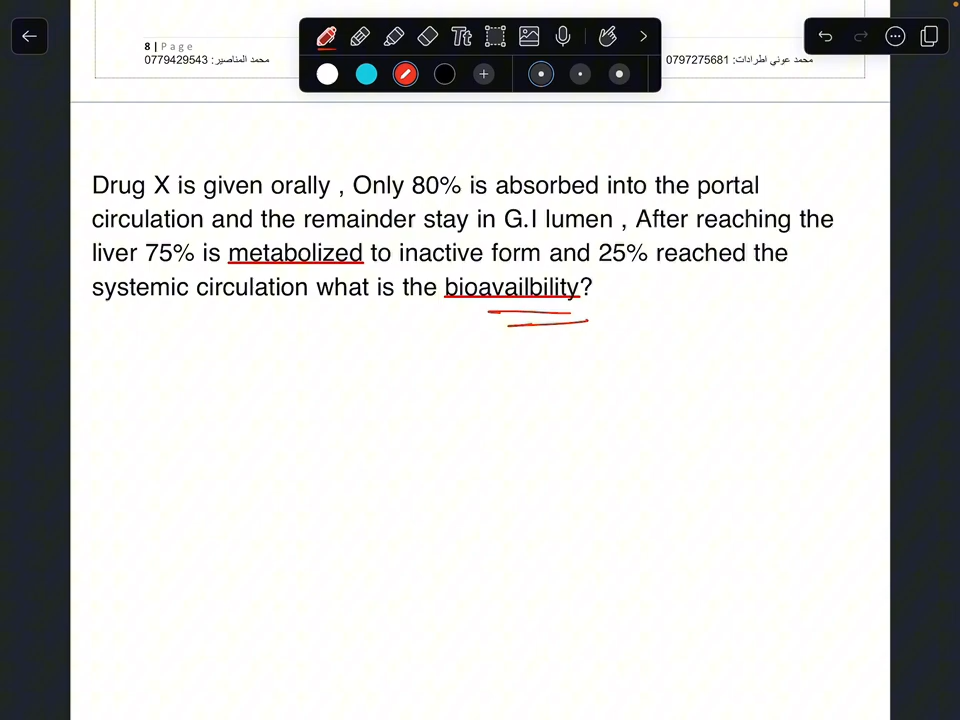 8 | Page
محمد المناصير: 0779429543
محمد عوني اطرادات: 0797275681
Tt
Drug X is given orally , Only 80% is absorbed into the portal
circulation and the remainder stay in G.I lumen , After reaching the
liver 75% is metabolized to inactive form and 25% reached the
systemic circulation what is the bioavailbility?